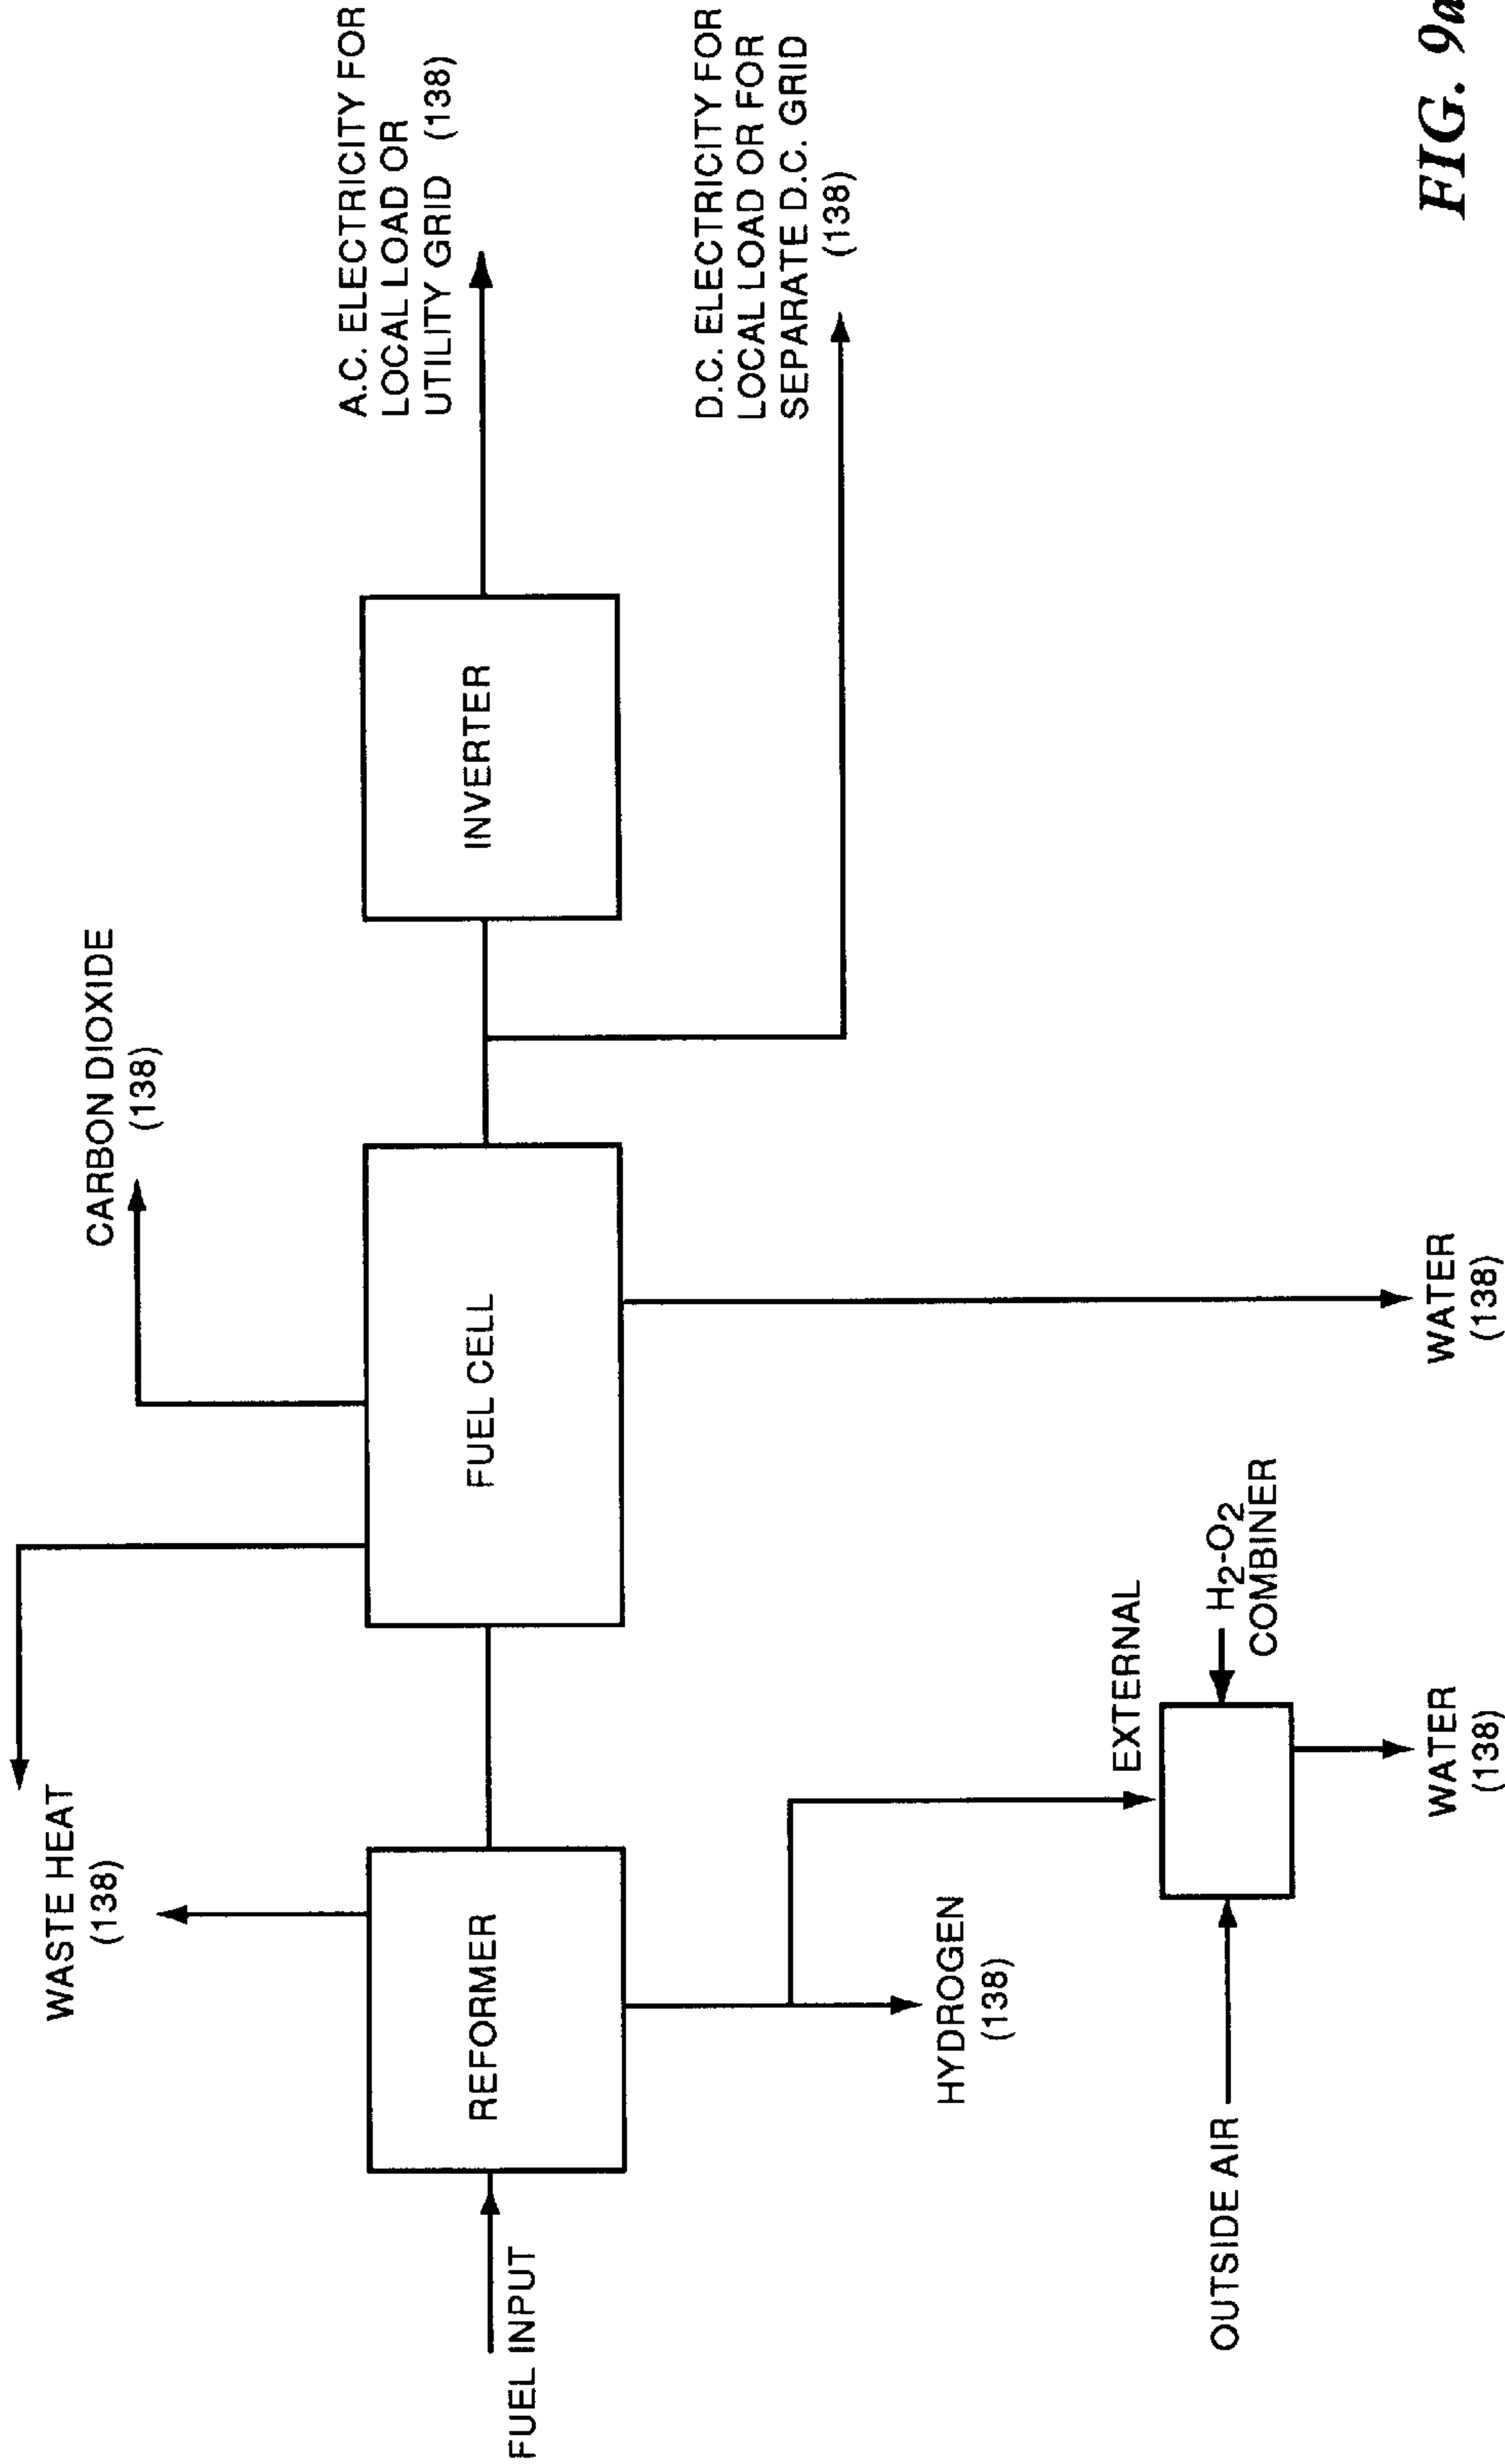 WASTE HEAT
(138)
CARBON DIOXIDE
(138)
A.C. ELECTRICITY FOR
LOCAL LOAD OR
UTILITY GRID (138)
FUEL INPUT
REFORMER
FUEL CELL
INVERTER
D.C. ELECTRICITY FOR
LOCAL LOAD OR FOR
SEPARATE D.C. GRID
(138)
HYDROGEN
(138)
EXTERNAL
H2-O2
COMBINER
OUTSIDE AIR
WATER
(138)
WATER
(138)
FIG. 9a